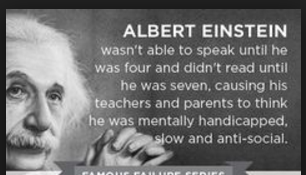 ALBERT EINSTEIN
wasn't able to speak until he
was four and didn't read until
he was seven, causing his
teachers and parents to think
he was mentally handicapped,
slow and anti-social.
FAMOUS FAILURE SERIES